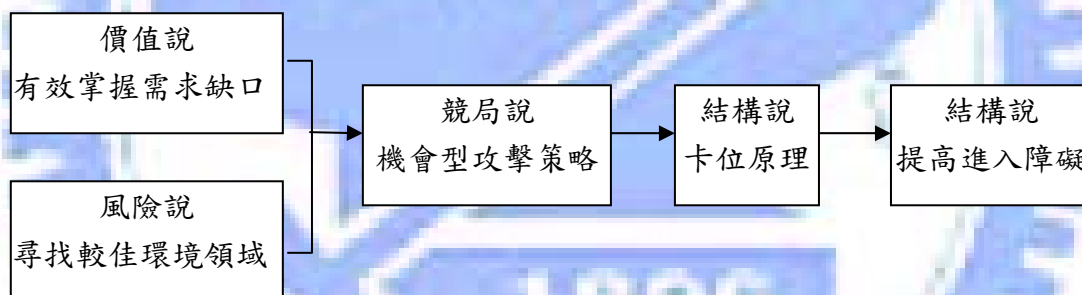 價值說
有效掌握需求缺口
風險說
尋找較佳環境領域
競局說
機會型攻擊策略
結構說
卡位原理
結構說
提高進入障礙